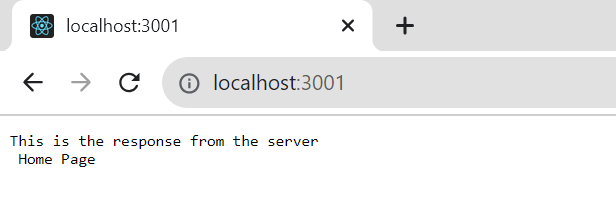 localhost:3001
localhost:3001
This is the response from the server
Home Page